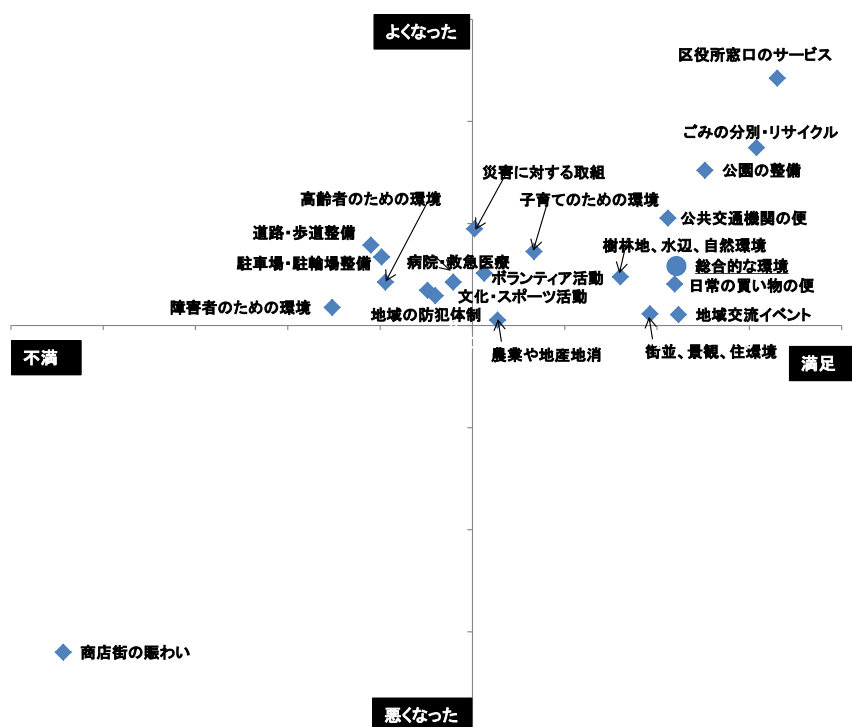 よくなった
区役所窓口のサービス
ごみの分別・リサイクル
災害に対する取組
公園の整備
高齢者のための環境
子育てのための環境
公共交通機関の便
道路・歩道整備
樹林地、水辺、自然環境
駐車場・駐輪場整備
病院・救急医療
総合的な環境
ボランティア活動
日常の買い物の便
文化・スポーツ活動
障害者のための環境
地域の防犯体制
地域交流イベント
不満
農業や地産地消
街並、景観、住環境
満足
商店街の賑わい
悪くなった